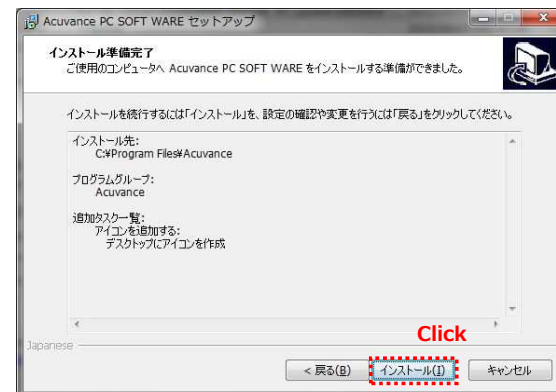 Acuvance PC SOFT WARE セットアップ
インストール準備完了
ご使用のコンピュータへ Acuvance PC SOFT WARE をインストールする準備ができました。
インストールを続行するには「インストール」を、設定の確認や変更を行うには「戻る」をクリックしてください。
インストール先:
C:¥Program Files¥Acuvance
プログラムグループ:
Acuvance
追加タスク一覧:
アイコンを追加する:
デスクトップにアイコンを作成
Click
Japanese
< 戻る(B)
インストール(I)
キャンセル